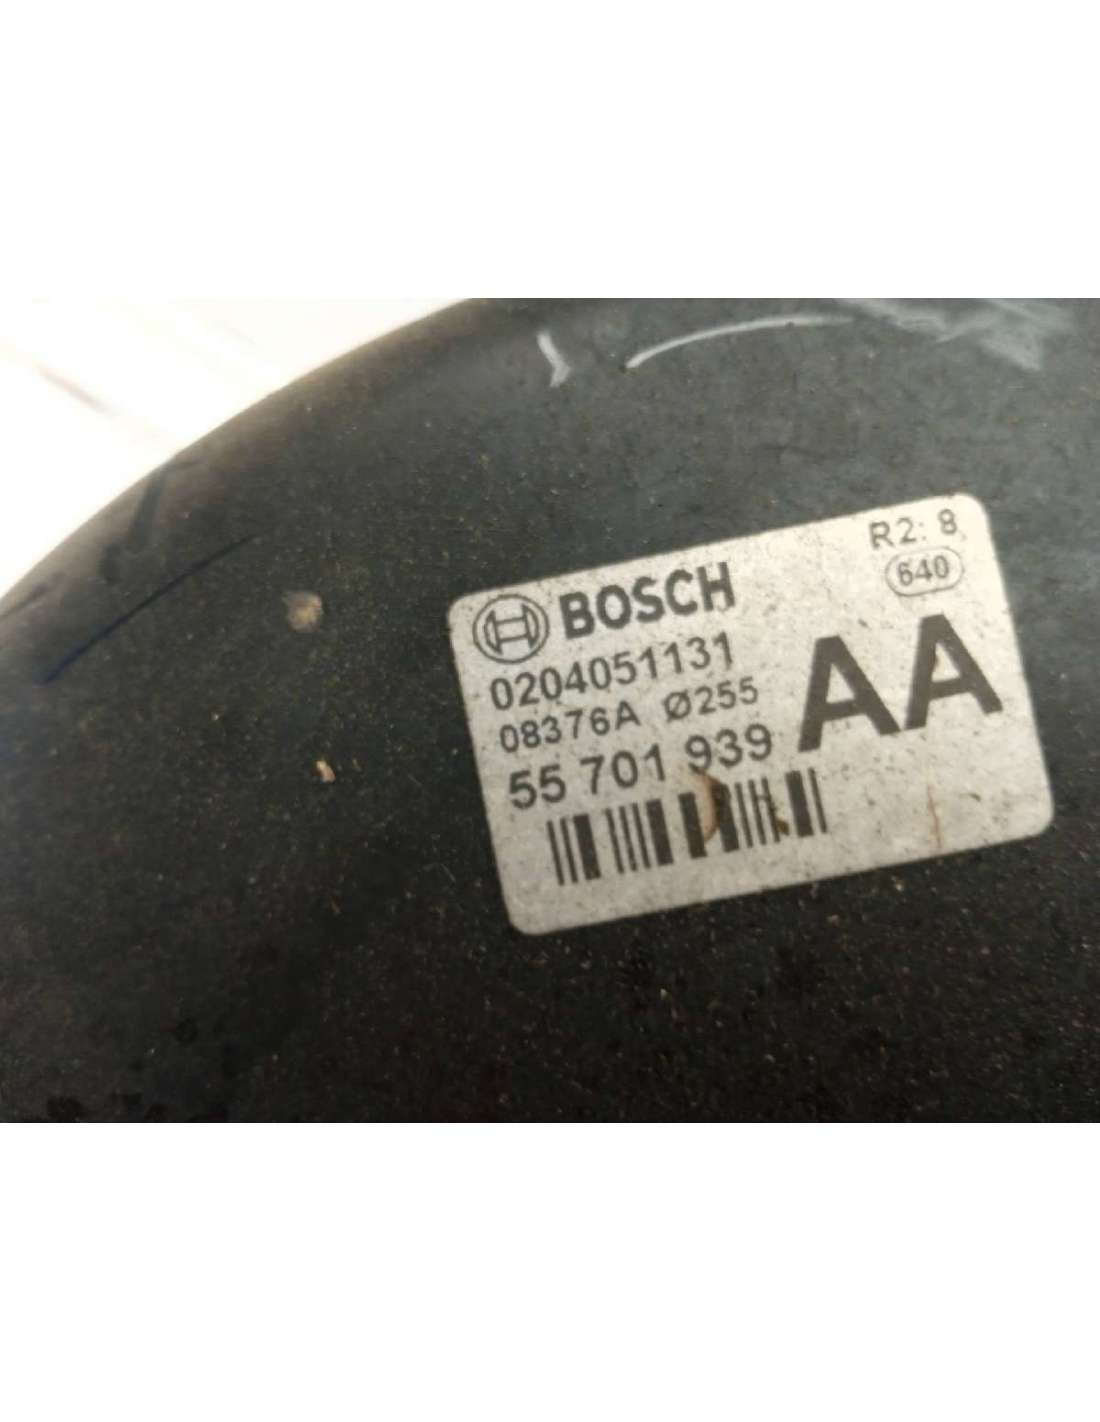 R2: 8
640
BOSCH
0204051131
08376A Ø255
55 701 939
AA